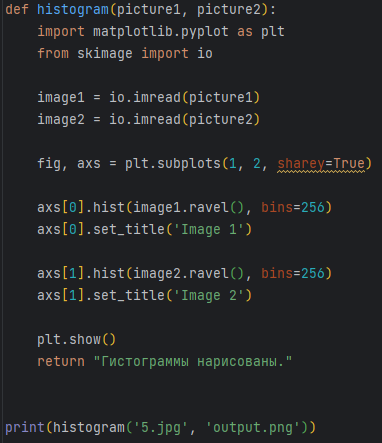 def histogram(picture1, picture2):
    import matplotlib.pyplot as plt
    from skimage import io

    image1 = io.imread(picture1)
    image2 = io.imread(picture2)

    fig, axs = plt.subplots(1, 2, sharey=True)

    axs[0].hist(image1.ravel(), bins=256)
    axs[0].set_title('Image 1')

    axs[1].hist(image2.ravel(), bins=256)
    axs[1].set_title('Image 2')

    plt.show()
    return "Гистограммы нарисованы."


print(histogram('5.jpg', 'output.png'))